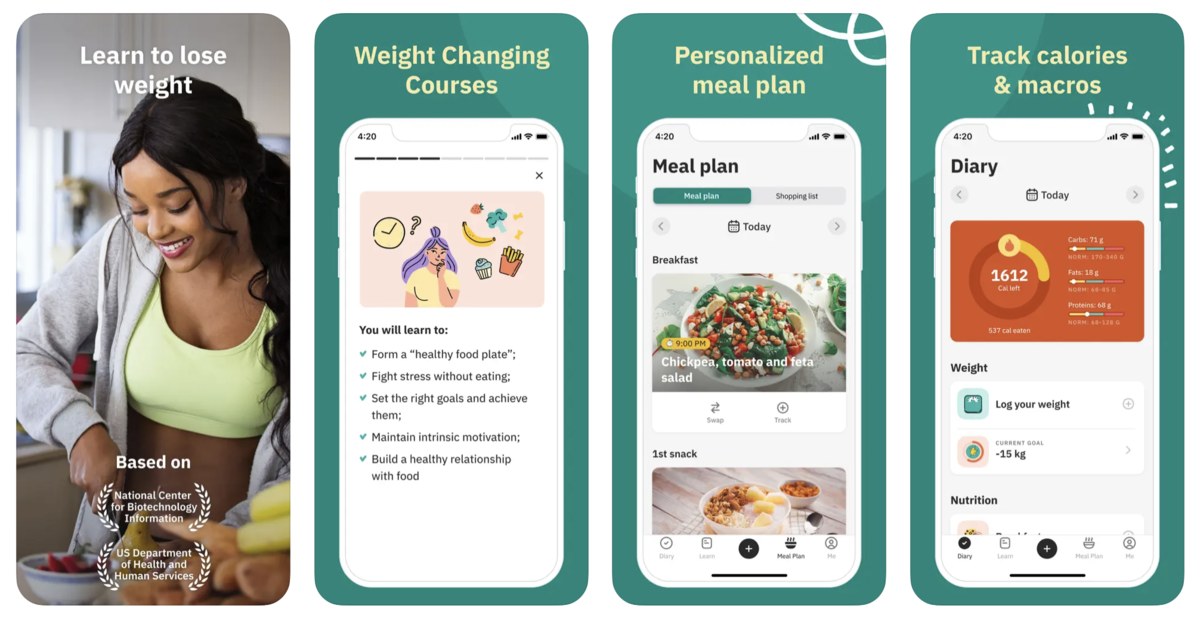 Learn to lose
weight
Based on
National Center
for Biotechnology
Information
US Department
of Health and
Human Services
Weight Changing
Courses
4:20
You will learn to:
Form a “healthy food plate”;
Fight stress without eating;
Set the right goals and achieve
them;
Maintain intrinsic motivation;
Build a healthy relationship
with food
Personalized
meal plan
4:20
Meal plan
Meal plan
Shopping list
Today
Breakfast
9:00 PM
Chickpea, tomato and feta
salad
Swap
Track
1st snack
Diary
Learn
Meal Plan
Me
Track calories
& macros
4:20
Diary
Today
1612
Cal left
537 cal eaten
Carbs: 71 g
NORM: 170-340 G
Fats: 18 g
Proteins: 68 g
Weight
Log your weight
CURRENT GOAL
-15 kg
Nutrition
Diary
Learn
Meal Plan
Me